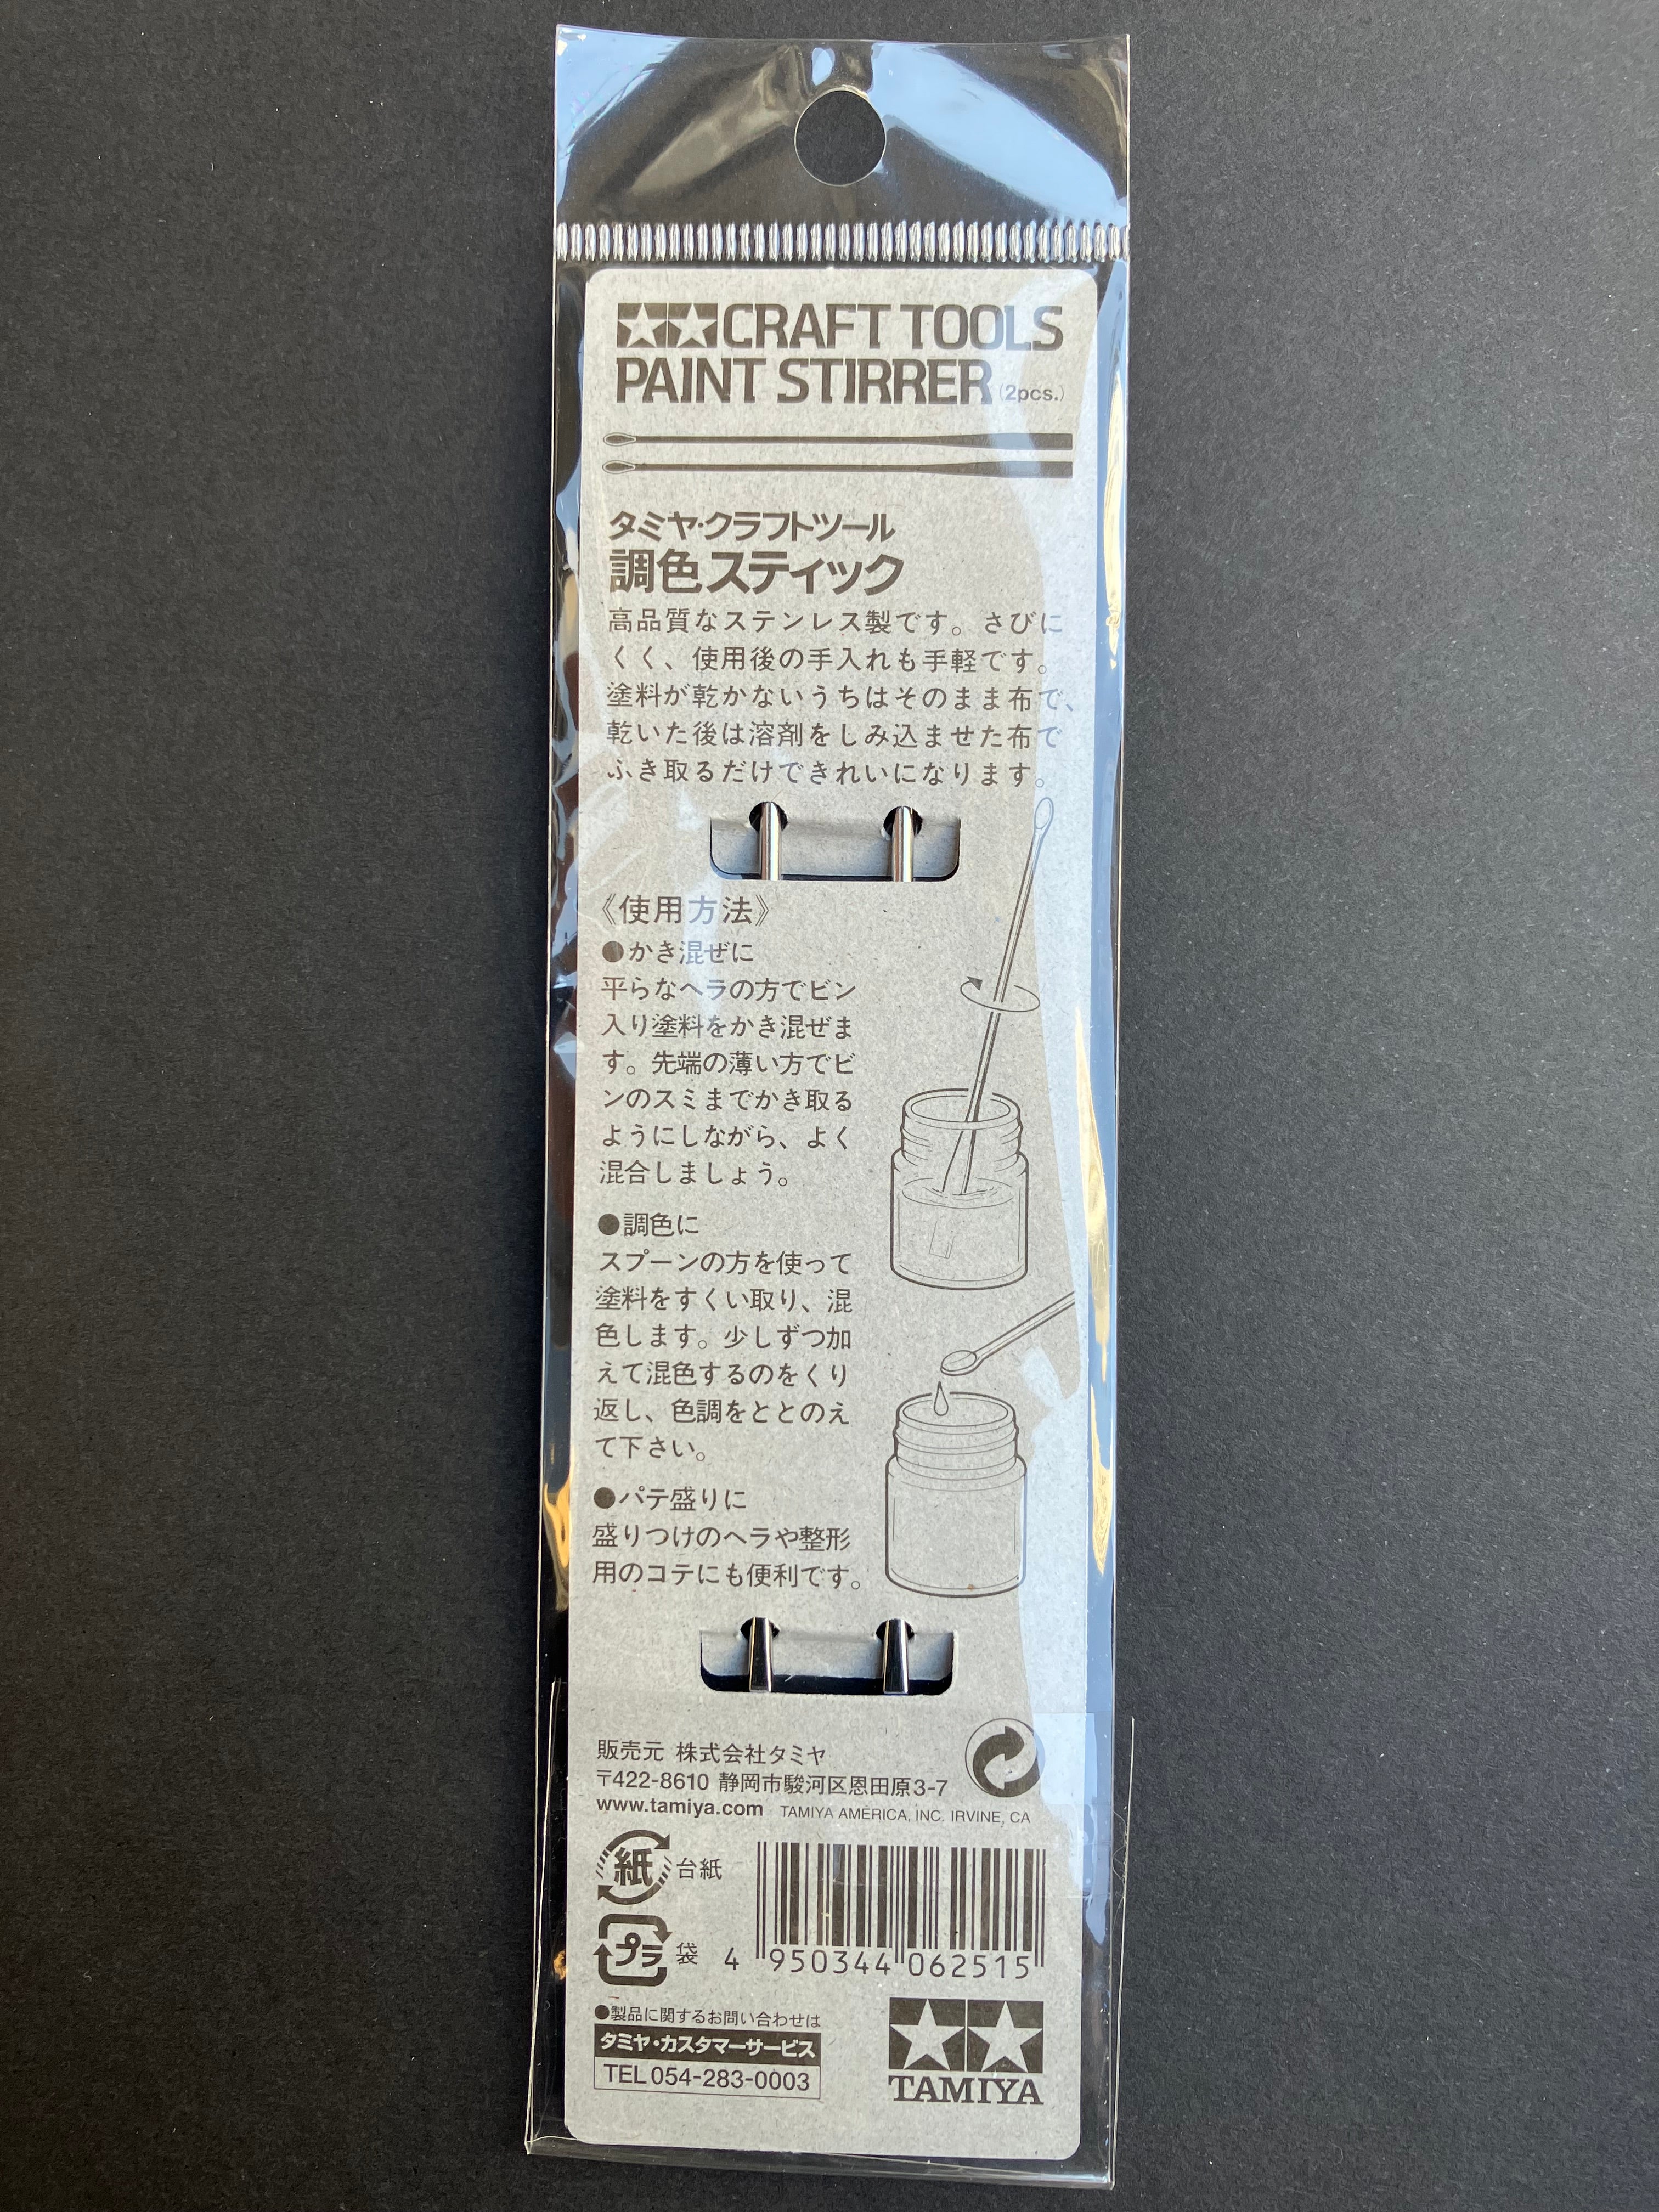 CRAFT TOOLS
PAINT STIRRER (2pcs.)
タミヤ・クラフトツール
調色スティック
高品質なステンレス製です。さびに
くく、使用後の手入れも手軽です。
塗料が乾かないうちはそのまま布で、
乾いた後は溶剤をしみ込ませた布で
ふき取るだけできれいになります。
《使用方法》
●かき混ぜに
平らなヘラの方でビン
入り塗料をかき混ぜま
す。先端の薄い方でビ
ンのスミまでかき取る
ようにしながら、よく
混合しましょう。
●調色に
スプーンの方を使って
塗料をすくい取り、混
色します。少しずつ加
えて混色するのをくり
返し、色調をととのえ
て下さい。
●パテ盛りに
盛りつけのヘラや整形
用のコテにも便利です。
販売元 株式会社タミヤ
〒422-8610 静岡市駿河区恩田原3-7
www.tamiya.com TAMIYA AMERICA, INC. IRVINE, CA
紙 台紙
プラ 袋
4 950344 062515
●製品に関するお問い合わせは
タミヤ・カスタマーサービス
TEL 054-283-0003
TAMIYA